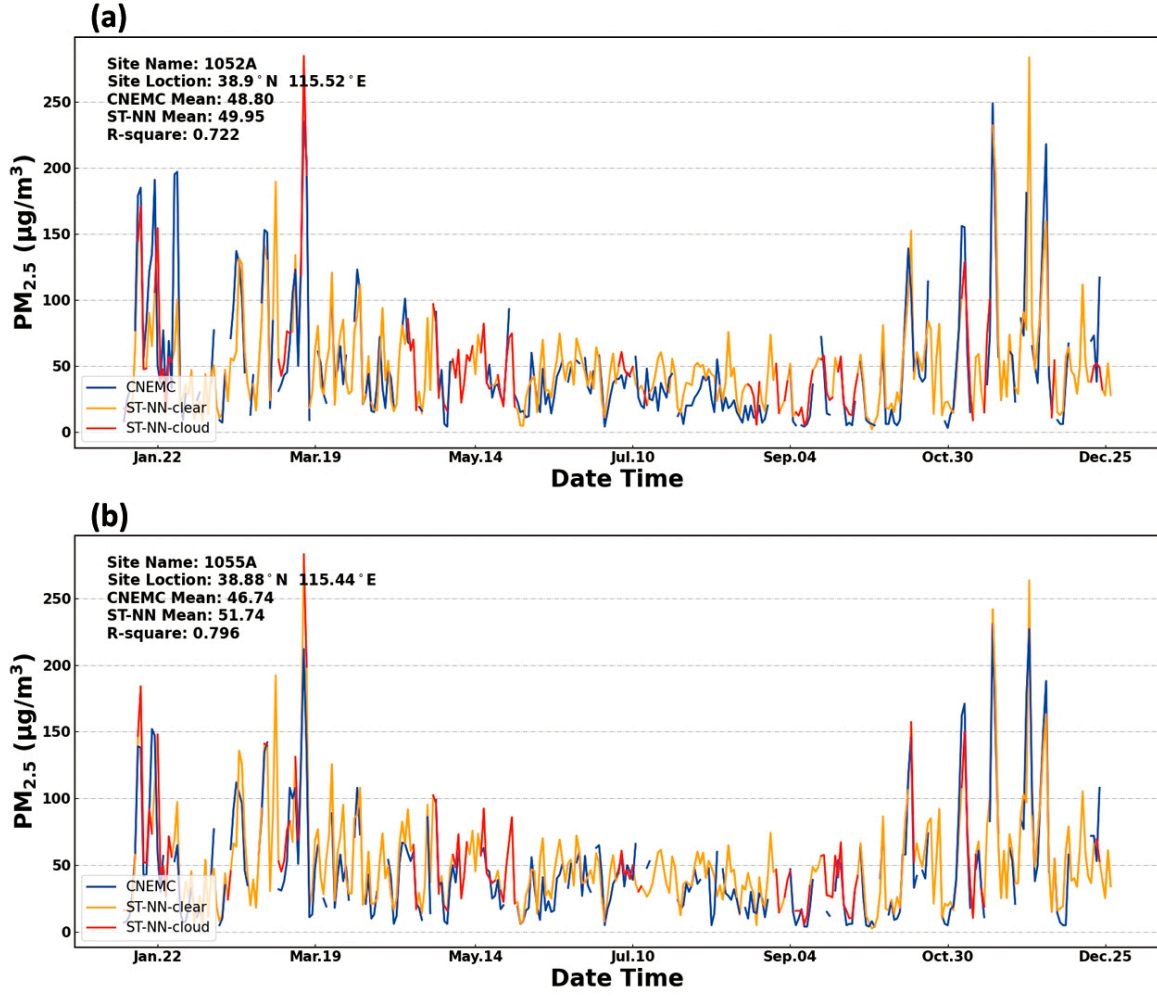 (a)
Site Name: 1052A
Site Loction: 38.9°N 115.52°E
CNEMC Mean: 48.80
ST-NN Mean: 49.95
R-square: 0.722
250
200
150
100
50
0
PM2.5 (μg/m3)
CNEMC
ST-NN-clear
ST-NN-cloud
Jan.22 Mar.19 May.14 Jul.10 Sep.04 Oct.30 Dec.25
Date Time
(b)
Site Name: 1055A
Site Loction: 38.88°N 115.44°E
CNEMC Mean: 46.74
ST-NN Mean: 51.74
R-square: 0.796
250
200
150
100
50
0
PM2.5 (μg/m3)
CNEMC
ST-NN-clear
ST-NN-cloud
Jan.22 Mar.19 May.14 Jul.10 Sep.04 Oct.30 Dec.25
Date Time